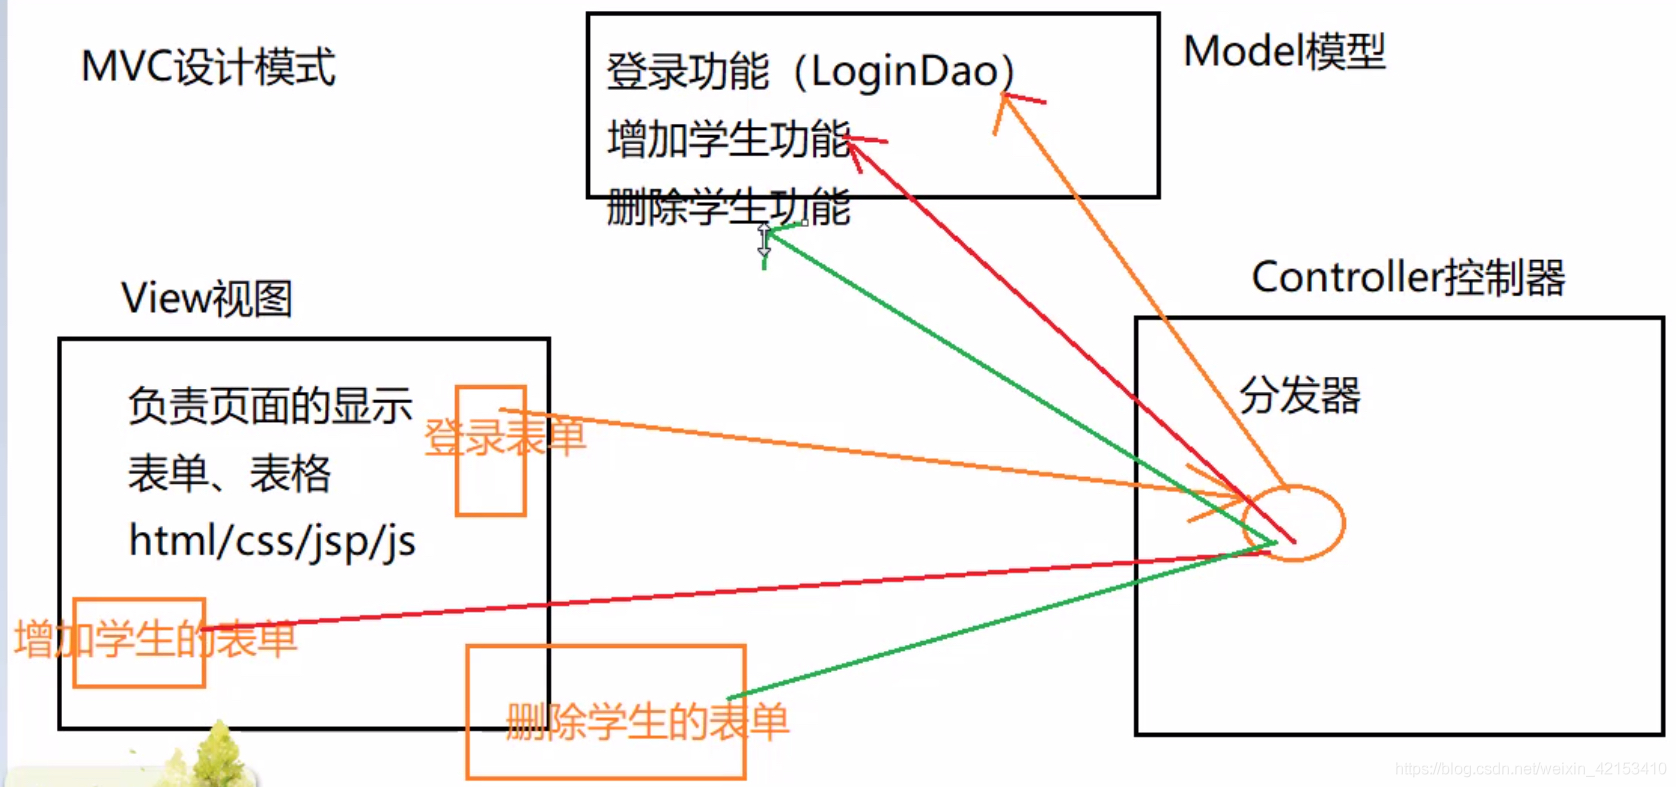 MVC设计模式
登录功能（LoginDao）
增加学生功能
删除学生功能
Model模型
View视图
负责页面的显示
表单、表格
html/css/jsp/js
登录表单
增加学生的表单
删除学生的表单
Controller控制器
分发器
https://blog.csdn.net/weixin_42153410